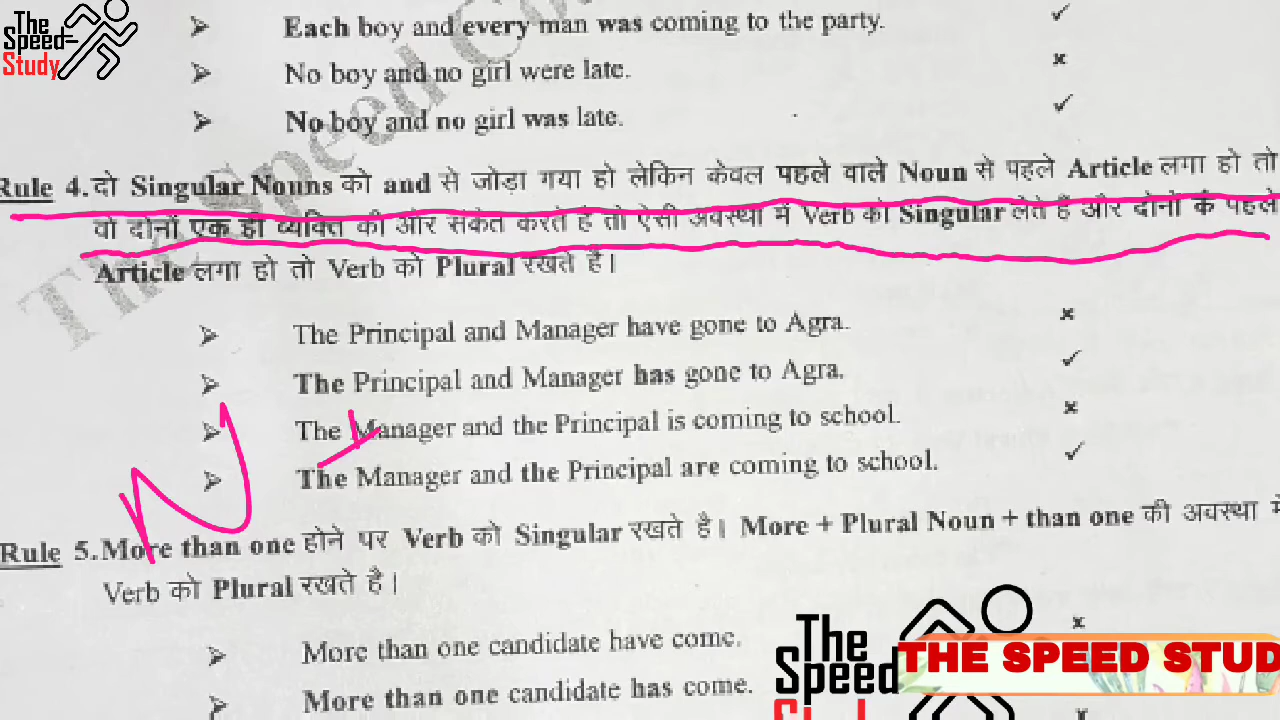 The
Speed
Study
➤ Each boy and every man was coming to the party. ✓
➤ No boy and no girl were late. ×
➤ No boy and no girl was late. ✓
Rule 4. दो Singular Nouns को and से जोड़ा गया हो लेकिन केवल पहले वाले Noun से पहले Article लगा हो तो
वो दोनों एक ही व्यक्ति की ओर संकेत करते है तो ऐसी अवस्था में Verb को Singular लेते है और दोनों के पहले
Article लगा हो तो Verb को Plural रखते है।
➤ The Principal and Manager have gone to Agra. ×
➤ The Principal and Manager has gone to Agra. ✓
➤ The Manager and the Principal is coming to school. ×
➤ The Manager and the Principal are coming to school. ✓
Rule 5. More than one होने पर Verb को Singular रखते है। More + Plural Noun + than one की अवस्था में
Verb को Plural रखते है।
➤ More than one candidate have come. ×
➤ More than one candidate has come.
The
Speed
THE SPEED STUD